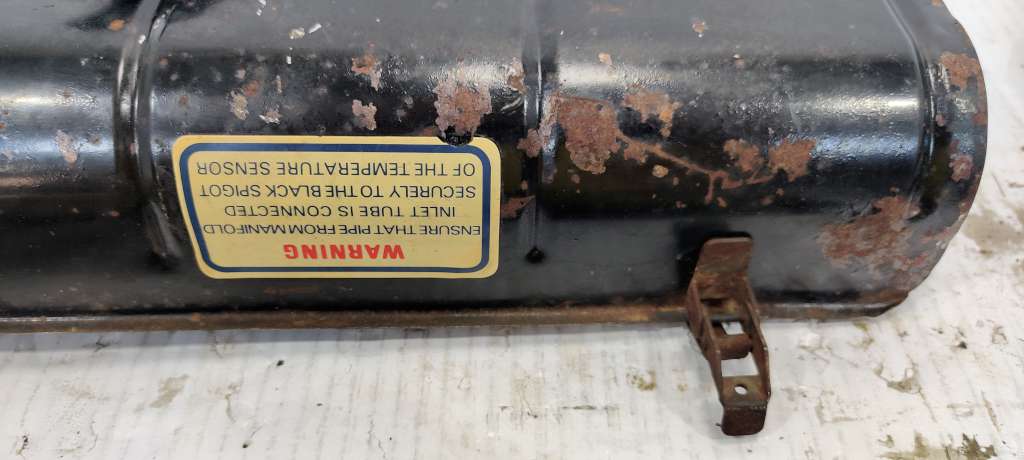 WARNING
ENSURE THAT PIPE FROM MANIFOLD
INLET TUBE IS CONNECTED
SECURELY TO THE BLACK SPIGOT
OF THE TEMPERATURE SENSOR